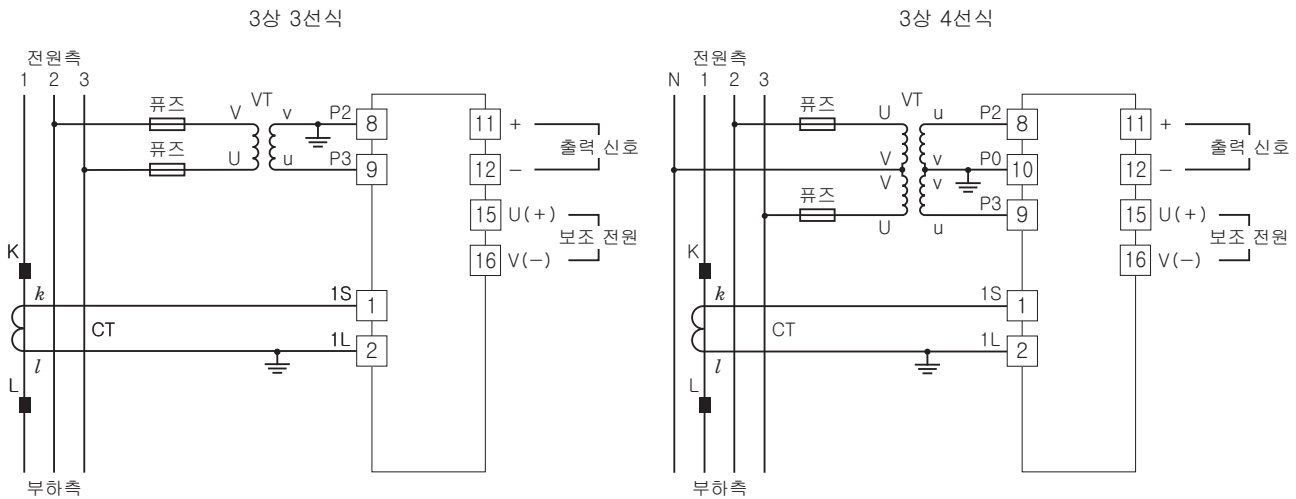 3상 3선식
전원측
1 2 3
퓨즈 V VT v P2 8 11 +
출력 신호
퓨즈 U u P3 9 12 −
15 U(+)
보조 전원
16 V(−)
K
k 1S 1
CT
l 1L 2
L
부하측
3상 4선식
전원측
N 1 2 3
퓨즈 U VT u P2 8 11 +
출력 신호
V v P0 10 12 −
퓨즈 V v
U u P3 9 15 U(+)
보조 전원
16 V(−)
K
k 1S 1
CT
l 1L 2
L
부하측